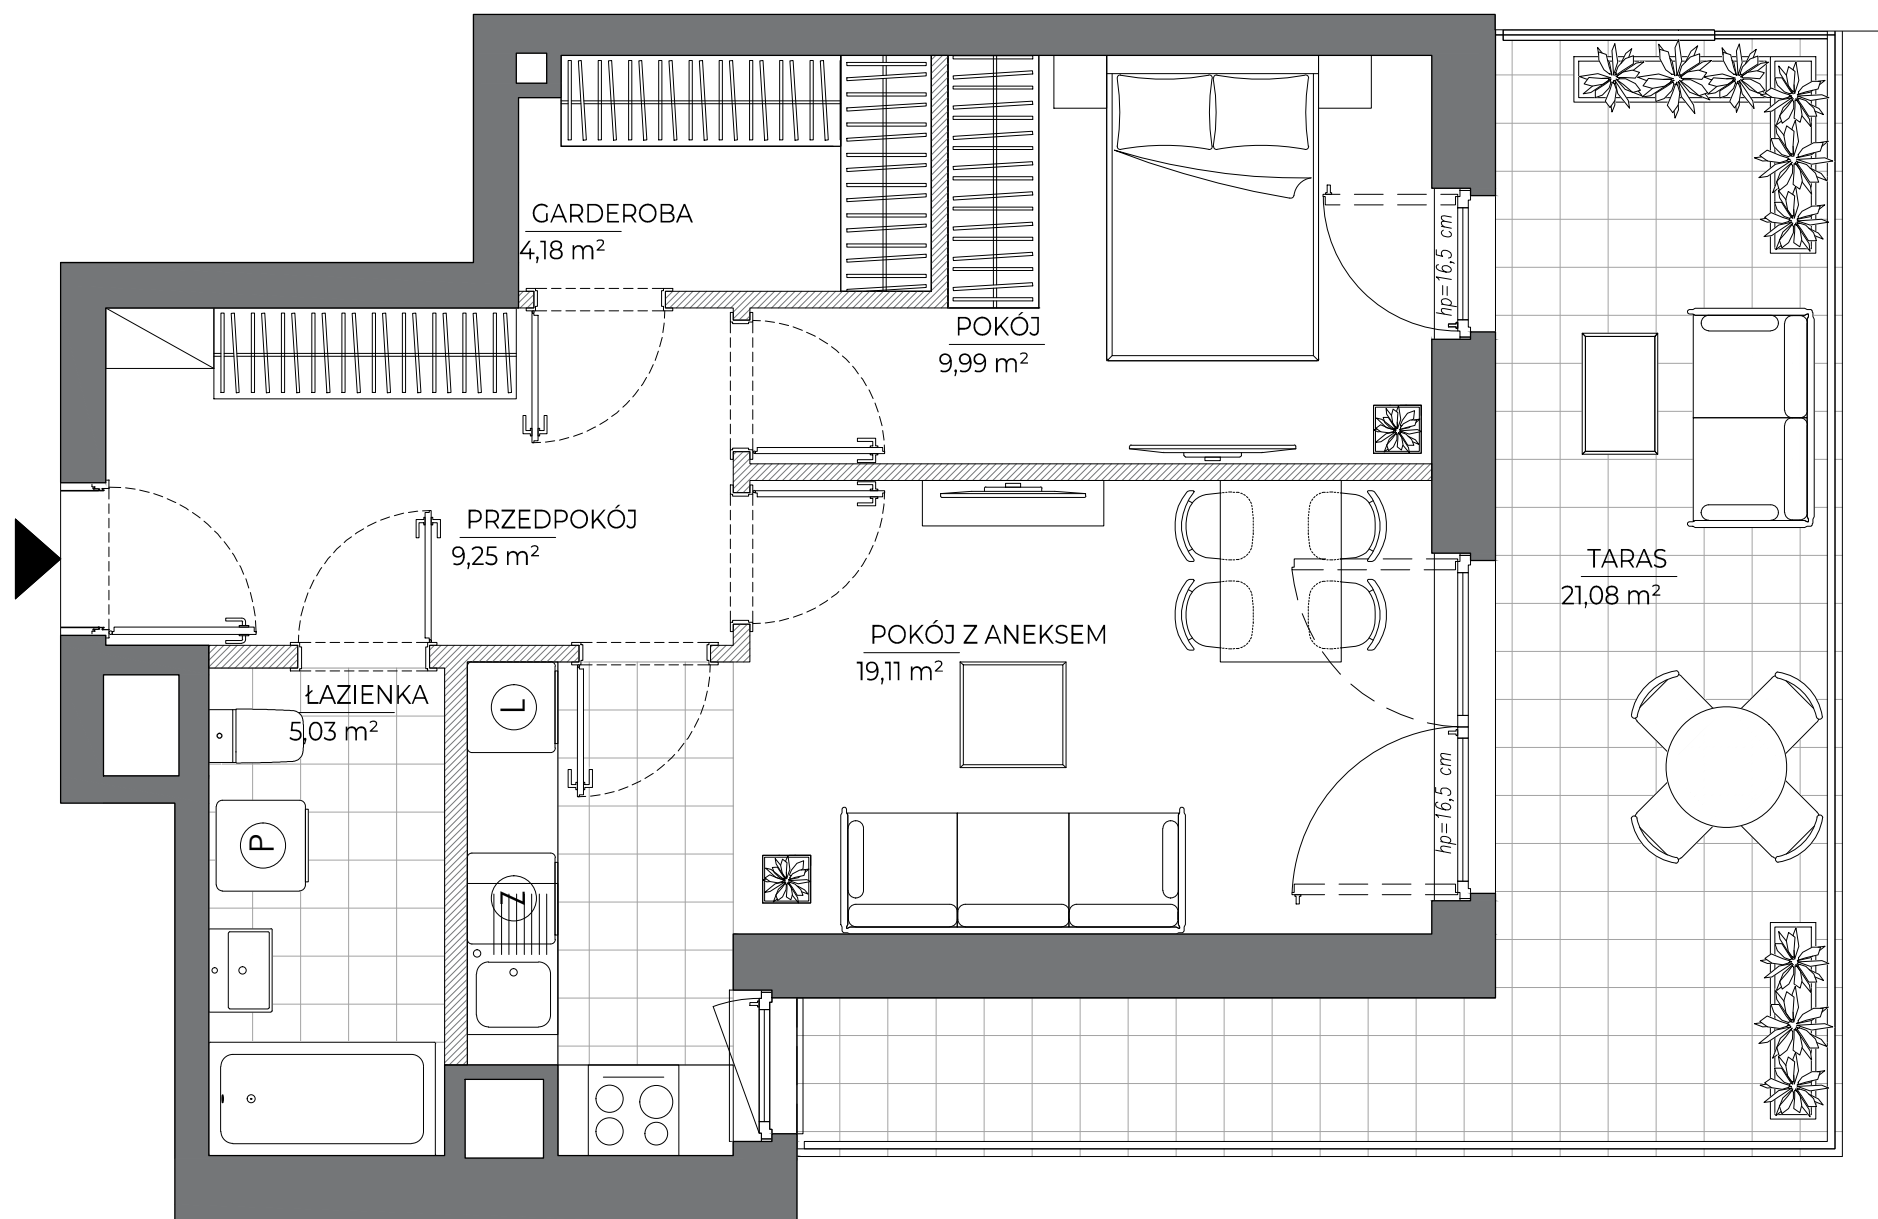 GARDEROBA
4,18 m²
POKÓJ
9,99 m²
hp=16,5 cm
PRZEDPOKÓJ
9,25 m²
TARAS
21,08 m²
POKÓJ Z ANEKSEM
19,11 m²
ŁAZIENKA
5,03 m²
L
hp=16,5 cm
P
Z